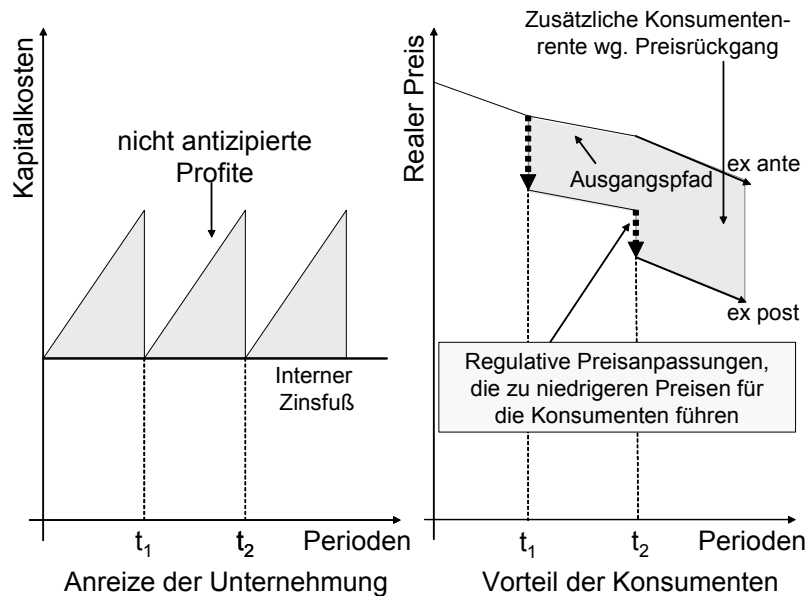 Kapitalkosten
nicht antizipierte
Profite
Interner
Zinsfuß
t1
t2
Perioden
Anreize der Unternehmung
Realer Preis
Zusätzliche Konsumenten-
rente wg. Preisrückgang
ex ante
Ausgangspfad
ex post
Regulative Preisanpassungen,
die zu niedrigeren Preisen für
die Konsumenten führen
t1
t2
Perioden
Vorteil der Konsumenten